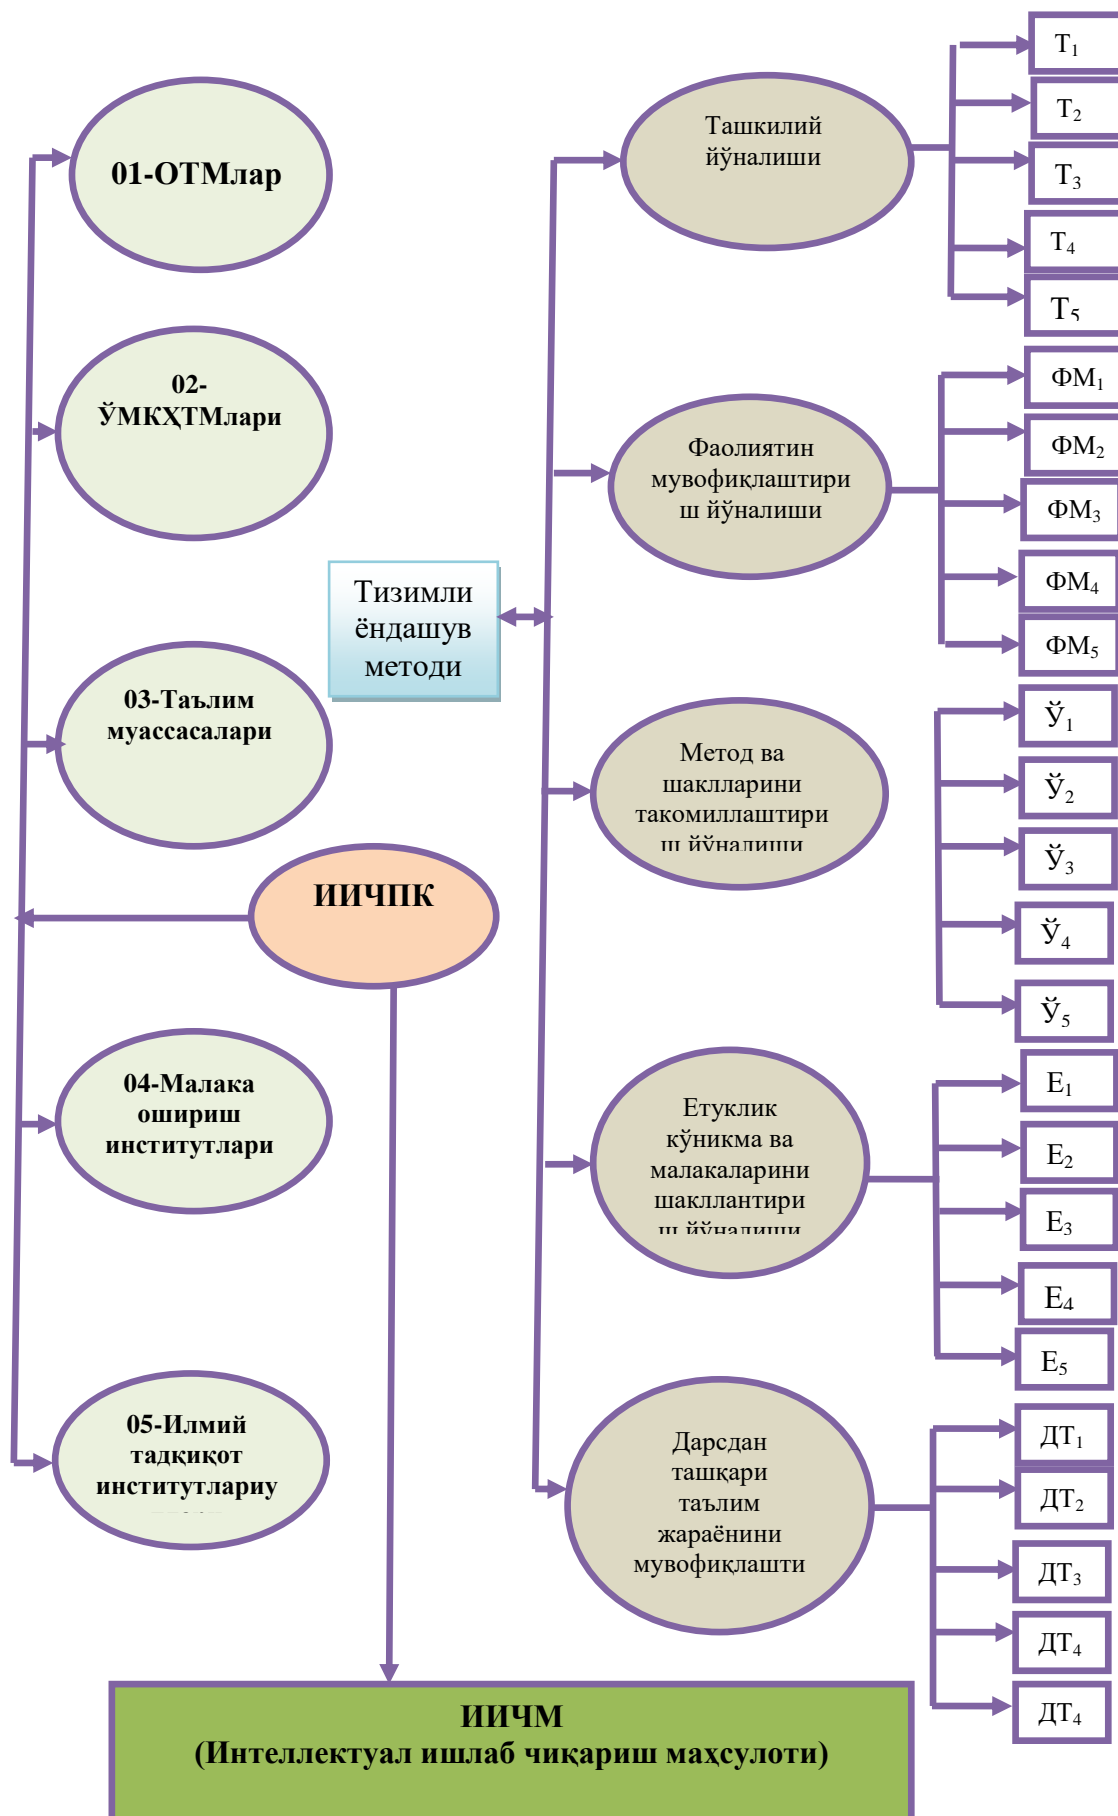 01-ОТМлар
02-
ЎМКҲТМлари
03-Таълим
муассасалари
ИИЧПК
04-Малака
ошириш
институтлари
05-Илмий
тадқиқот
институтлариу
Тизимли
ёндашув
методи
Ташкилий
йўналиши
Фаолиятин
мувофиқлаштири
ш йўналиши
Метод ва
шаклларини
такомиллаштири
ш йўналиши
Етуклик
кўникма ва
малакаларини
шакллантири
ш йўналиши
Дарсдан
ташқари
таълим
жараёнини
мувофиқлашти
Т₁
Т₂
Т₃
Т₄
Т₅
ФМ₁
ФМ₂
ФМ₃
ФМ₄
ФМ₅
Ў₁
Ў₂
Ў₃
Ў₄
Ў₅
Е₁
Е₂
Е₃
Е₄
Е₅
ДТ₁
ДТ₂
ДТ₃
ДТ₄
ДТ₄
ИИЧМ
(Интеллектуал ишлаб чиқариш маҳсулоти)